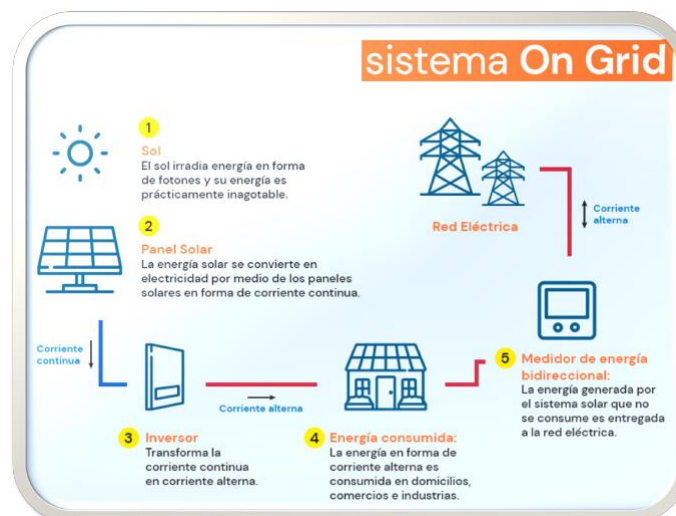 sistema On Grid
1
Sol
El sol irradia energía en forma
de fotones y su energía es
prácticamente inagotable.
2
Panel Solar
La energía solar se convierte en
electricidad por medio de los paneles
solares en forma de corriente continua.
Corriente
continua
3 Inversor
Transforma la
corriente continua
en corriente alterna.
Corriente alterna
4 Energía consumida:
La energía en forma de
corriente alterna es
consumida en domicilios,
comercios e industrias.
5 Medidor de energía
bidireccional:
La energía generada por
el sistema solar que no
se consume es entregada
a la red eléctrica.
Red Eléctrica
Corriente
alterna